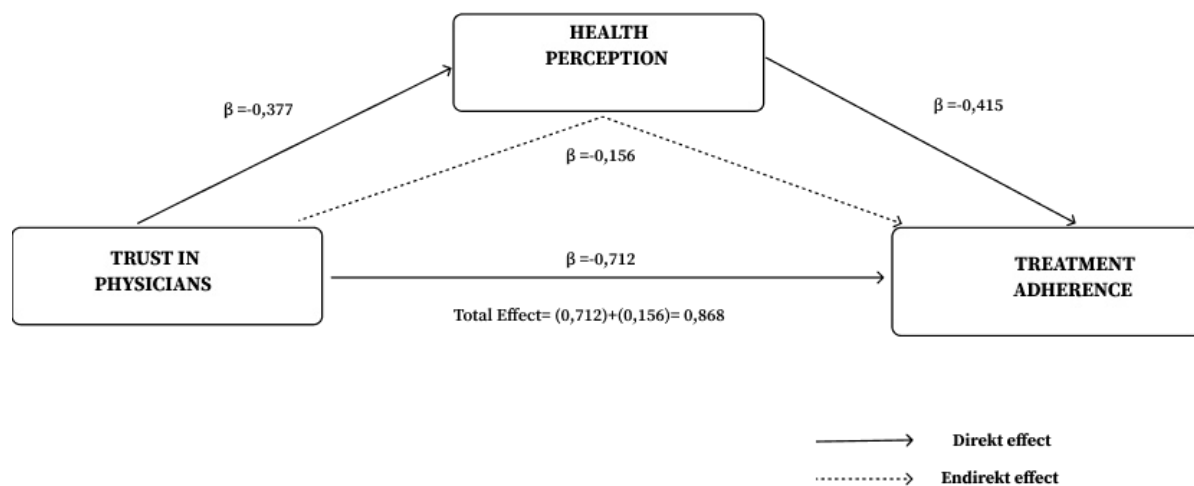 HEALTH
PERCEPTION
β =-0,377
β =-0,415
β =-0,156
TRUST IN
PHYSICIANS
β =-0,712
TREATMENT
ADHERENCE
Total Effect= (0,712)+(0,156)= 0,868
Direkt effect
Endirekt effect